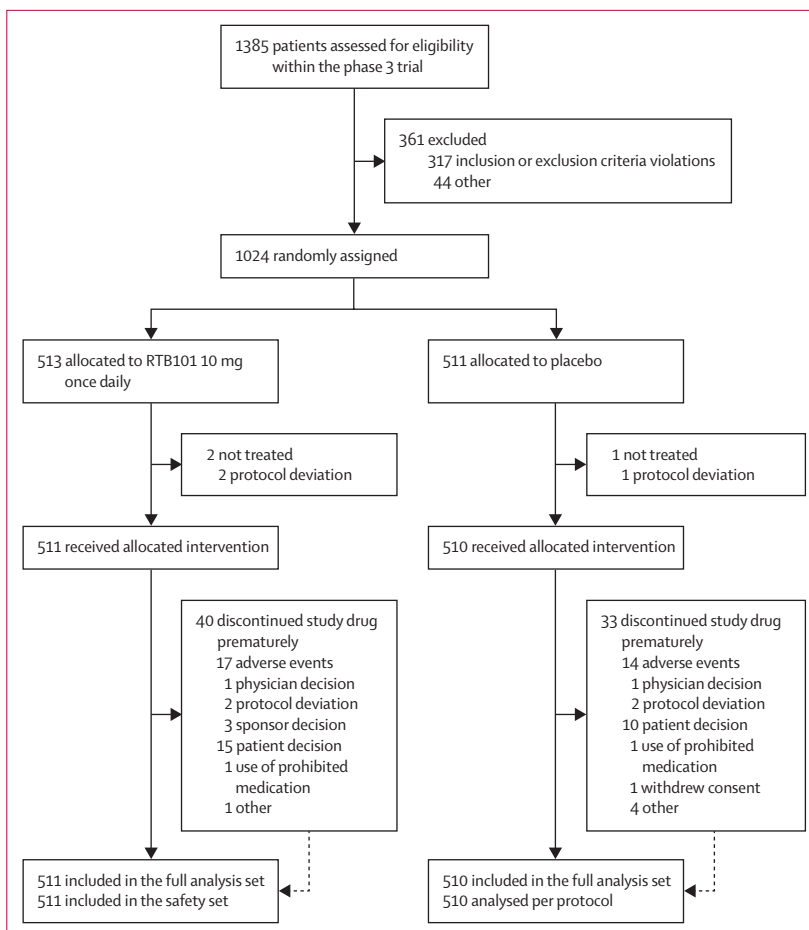 1385 patients assessed for eligibility
within the phase 3 trial
361 excluded
317 inclusion or exclusion criteria violations
44 other
1024 randomly assigned
513 allocated to RTB101 10 mg
once daily
511 allocated to placebo
2 not treated
2 protocol deviation
1 not treated
1 protocol deviation
511 received allocated intervention
510 received allocated intervention
40 discontinued study drug
prematurely
17 adverse events
1 physician decision
2 protocol deviation
3 sponsor decision
15 patient decision
1 use of prohibited
medication
1 other
33 discontinued study drug
prematurely
14 adverse events
1 physician decision
2 protocol deviation
10 patient decision
1 use of prohibited
medication
1 withdrew consent
4 other
511 included in the full analysis set
511 included in the safety set
510 included in the full analysis set
510 analysed per protocol